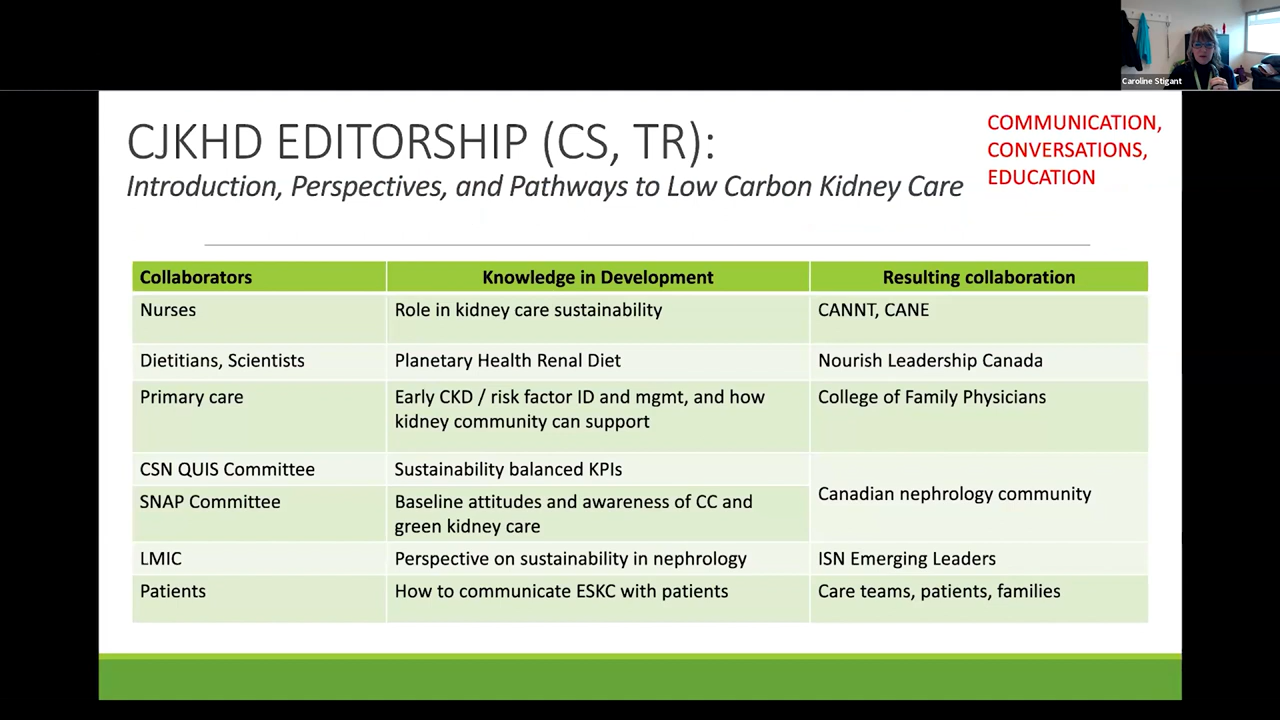 Caroline Stigant
CJKHD EDITORSHIP (CS, TR):
Introduction, Perspectives, and Pathways to Low Carbon Kidney Care
COMMUNICATION,
CONVERSATIONS,
EDUCATION
Collaborators Knowledge in Development Resulting collaboration
Nurses Role in kidney care sustainability CANNT, CANE
Dietitians, Scientists Planetary Health Renal Diet Nourish Leadership Canada
Primary care Early CKD / risk factor ID and mgmt, and how College of Family Physicians
kidney community can support
CSN QUIS Committee Sustainability balanced KPIs
Canadian nephrology community
SNAP Committee Baseline attitudes and awareness of CC and
green kidney care
LMIC Perspective on sustainability in nephrology ISN Emerging Leaders
Patients How to communicate ESKC with patients Care teams, patients, families